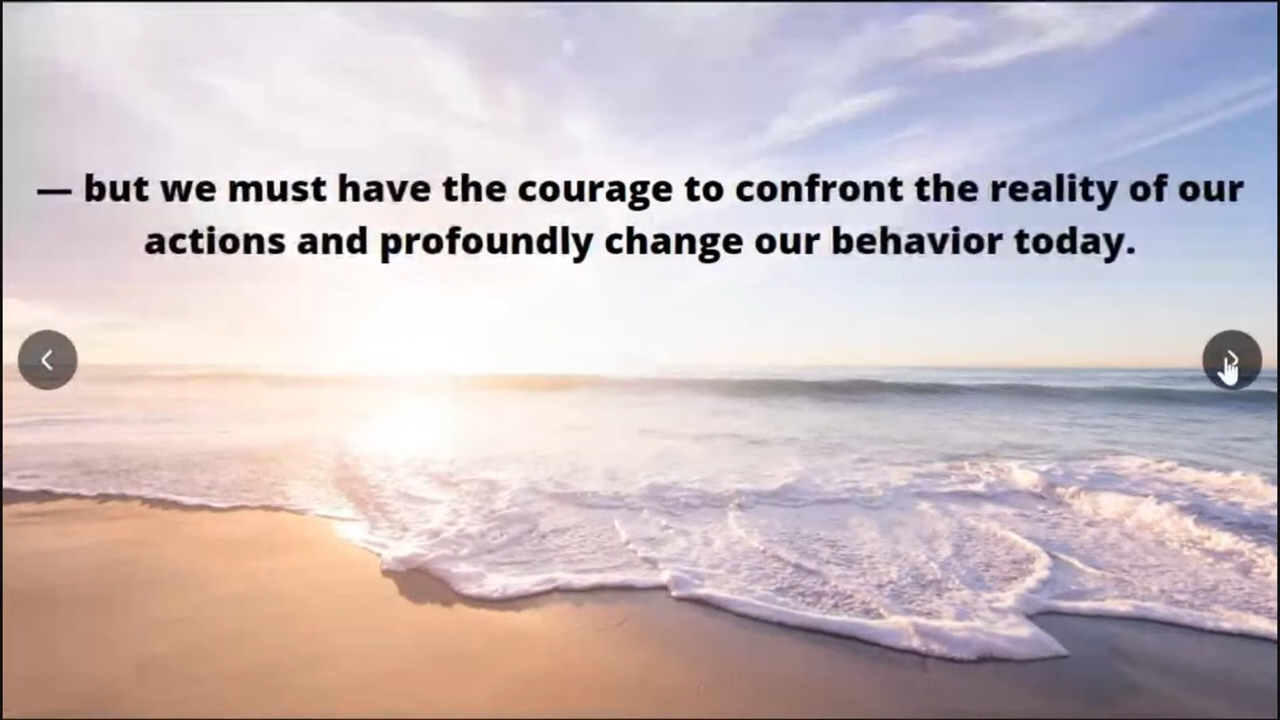 — but we must have the courage to confront the reality of our
actions and profoundly change our behavior today.